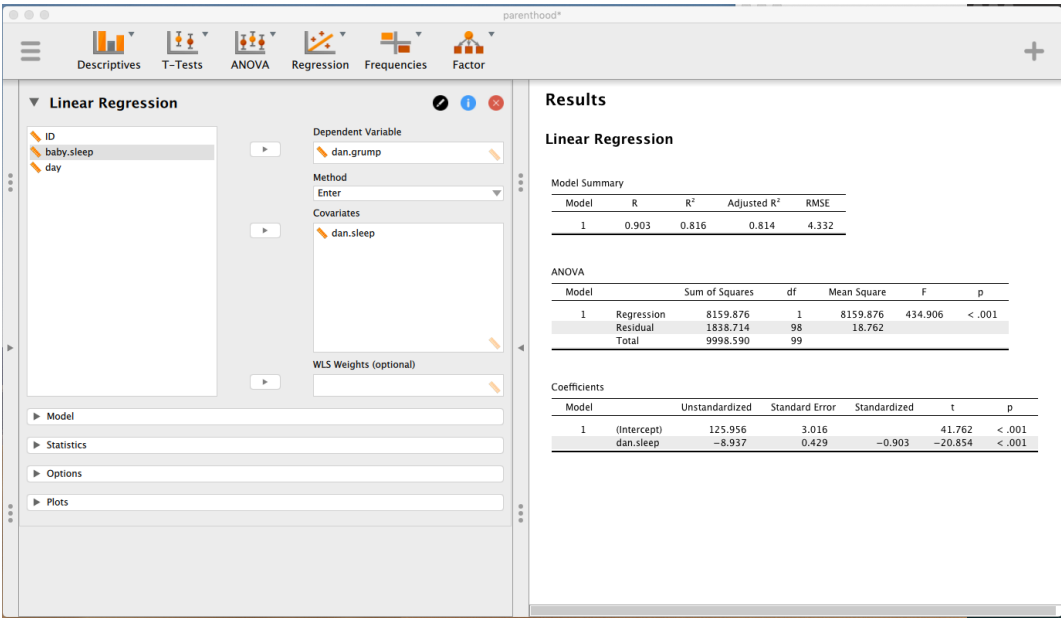 parenthood*
Descriptives T-Tests ANOVA Regression Frequencies Factor
Linear Regression
ID
baby.sleep
day
Dependent Variable
dan.grump
Method
Enter
Covariates
dan.sleep
WLS Weights (optional)
Model
Statistics
Options
Plots
Results
Linear Regression
Model Summary
Model R R² Adjusted R² RMSE
1 0.903 0.816 0.814 4.332
ANOVA
Model Sum of Squares df Mean Square F p
1 Regression 8159.876 1 8159.876 434.906 < .001
Residual 1838.714 98 18.762
Total 9998.590 99
Coefficients
Model Unstandardized Standard Error Standardized t p
1 (Intercept) 125.956 3.016 41.762 < .001
dan.sleep −8.937 0.429 −0.903 −20.854 < .001